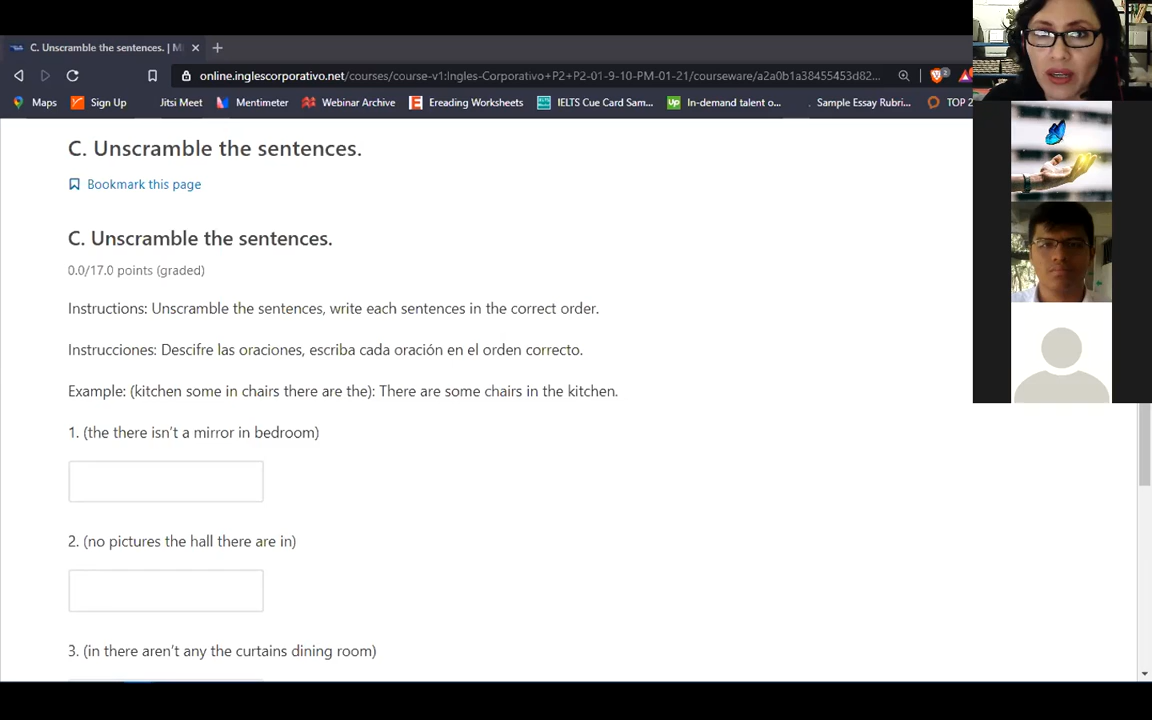 C. Unscramble the sentences. | M
online.inglescorporativo.net/courses/course-v1:Ingles-Corporativo+P2+P2-01-9-10-PM-01-21/courseware/a2a0b1a38455453d82...
2
Maps Sign Up Jitsi Meet Mentimeter Webinar Archive Ereading Worksheets IELTS Cue Card Sam... Up In-demand talent o... Sample Essay Rubri... TOP 2
C. Unscramble the sentences.
Bookmark this page
C. Unscramble the sentences.
0.0/17.0 points (graded)
Instructions: Unscramble the sentences, write each sentences in the correct order.
Instrucciones: Descifre las oraciones, escriba cada oración en el orden correcto.
Example: (kitchen some in chairs there are the): There are some chairs in the kitchen.
1. (the there isn't a mirror in bedroom)
2. (no pictures the hall there are in)
3. (in there aren't any the curtains dining room)